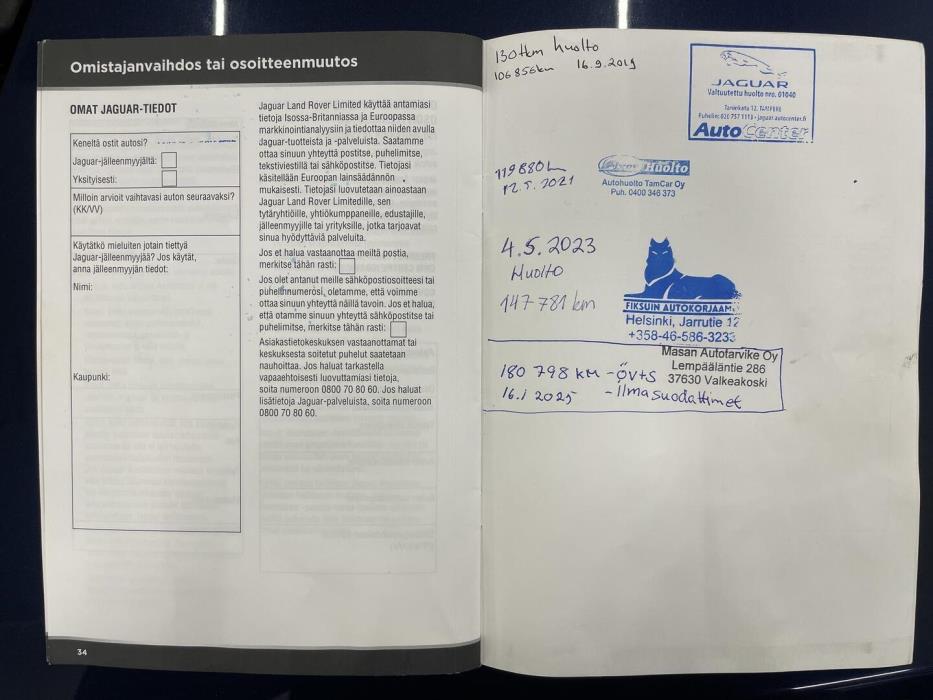 Omistajanvaihdos tai osoitteenmuutos
OMAT JAGUAR-TIEDOT
Keneltä ostit autosi?
Jaguar-jälleenmyyjältä:
Yksityisesti:
Milloin arvioit vaihtavasi auton seuraavaksi?
(KK/VV)
Käytätkö mieluiten jotain tiettyä
Jaguar-jälleenmyyjää? Jos käytät,
anna jälleenmyyjän tiedot:
Nimi:
Kaupunki:
34
Jaguar Land Rover Limited käyttää antamiasi
tietoja Isossa-Britanniassa ja Euroopassa
markkinointianalyysiin ja tiedottaa niiden avulla
Jaguar-tuotteista ja -palveluista. Saatamme
ottaa sinuun yhteyttä postitse, puhelimitse,
tekstiviestillä tai sähköpostitse. Tietojasi
käsitellään Euroopan lainsäädännön
mukaisesti. Tietojasi luovutetaan ainoastaan
Jaguar Land Rover Limitedille, sen
tytäryhtiöille, yhtiökumppaneille, edustajille,
jälleenmyyjille tai yrityksille, jotka tarjoavat
sinua hyödyttäviä palveluita.
Jos et halua vastaanottaa meiltä postia,
merkitse tähän rasti:
Jos olet antanut meille sähköpostiosoitteesi tai
puhelinnumerosi, oletamme, että voimme
ottaa sinuun yhteyttä näillä tavoin. Jos et halua,
että otamme sinuun yhteyttä sähköpostitse tai
puhelimitse, merkitse tähän rasti:
Asiakastietokeskuksen vastaanottamat tai
keskuksesta soitetut puhelut saatetaan
nauhoittaa. Jos haluat tarkastella
vapaaehtoisesti luovuttamiasi tietoja,
soita numeroon 0800 70 80 60. Jos haluat
lisätietoja Jaguar-palveluista, soita numeroon
0800 70 80 60.
130tkm huolto
106856km 16.9.2019
JAGUAR
Valtuutettu huolto nro. 01040
TAMPERE
Puhelin: 020 757 1113 - jaguar.autocenter.fi
AutoCenter
119880km
12.5.2021
Huolto
Autohuolto TamCar Oy
Puh. 0400 346 373
4.5.2023
Huolto
147781 km
FIKSUIN AUTOKORJAAMO
Helsinki, Jarrutie 12
+358-46-586-3233
180 798 KM -ÖV+S
16.1 2025 -Ilmasuodattimet
Masan Autotarvike Oy
Lempääläntie 286
37630 Valkeakoski